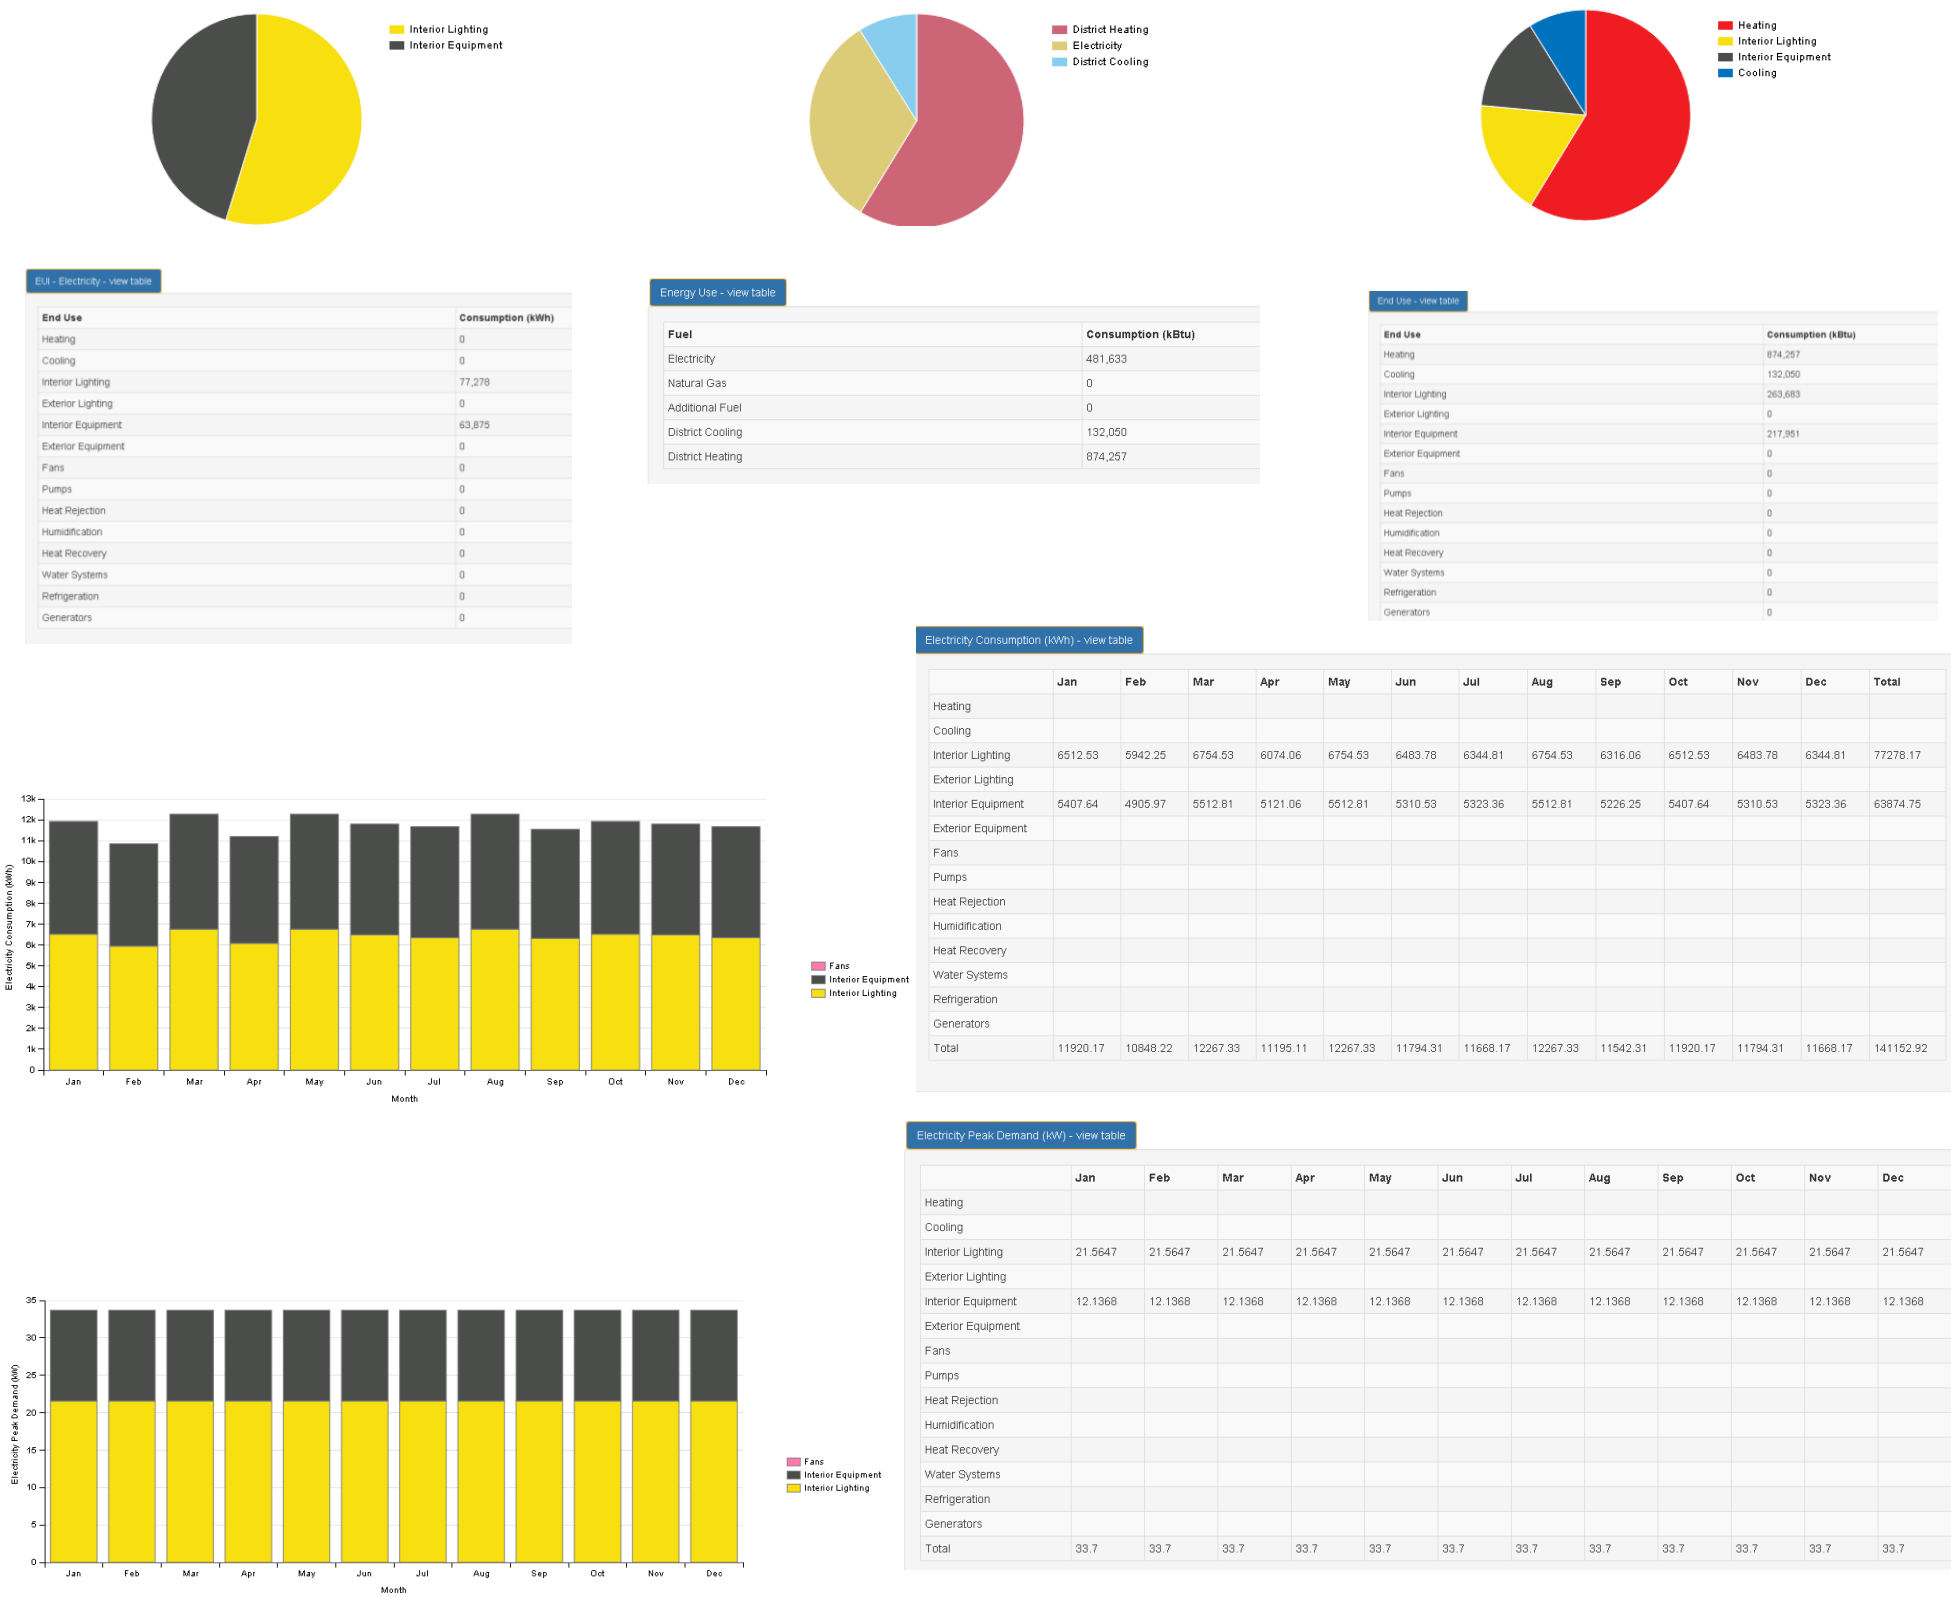 Interior Lighting
Interior Equipment
District Heating
Electricity
District Cooling
Heating
Interior Lighting
Interior Equipment
Cooling
EUI - Electricity - view table
End Use Consumption (kWh)
Heating 0
Cooling 0
Interior Lighting 77,278
Exterior Lighting 0
Interior Equipment 63,875
Exterior Equipment 0
Fans 0
Pumps 0
Heat Rejection 0
Humidification 0
Heat Recovery 0
Water Systems 0
Refrigeration 0
Generators 0
Energy Use - view table
Fuel Consumption (kBtu)
Electricity 481,633
Natural Gas 0
Additional Fuel 0
District Cooling 132,050
District Heating 874,257
End Use - view table
End Use Consumption (kBtu)
Heating 874,257
Cooling 132,050
Interior Lighting 263,683
Exterior Lighting 0
Interior Equipment 217,951
Exterior Equipment 0
Fans 0
Pumps 0
Heat Rejection 0
Humidification 0
Heat Recovery 0
Water Systems 0
Refrigeration 0
Generators 0
Electricity Consumption (kWh)
13k
12k
11k
10k
9k
8k
7k
6k
5k
4k
3k
2k
1k
0
Jan Feb Mar Apr May Jun Jul Aug Sep Oct Nov Dec
Month
Fans
Interior Equipment
Interior Lighting
Electricity Consumption (kWh) - view table
Jan Feb Mar Apr May Jun Jul Aug Sep Oct Nov Dec Total
Heating
Cooling
Interior Lighting 6512.53 5942.25 6754.53 6074.06 6754.53 6483.78 6344.81 6754.53 6316.06 6512.53 6483.78 6344.81 77278.17
Exterior Lighting
Interior Equipment 5407.64 4905.97 5512.81 5121.06 5512.81 5310.53 5323.36 5512.81 5226.25 5407.64 5310.53 5323.36 63874.75
Exterior Equipment
Fans
Pumps
Heat Rejection
Humidification
Heat Recovery
Water Systems
Refrigeration
Generators
Total 11920.17 10848.22 12267.33 11195.11 12267.33 11794.31 11668.17 12267.33 11542.31 11920.17 11794.31 11668.17 141152.92
Electricity Peak Demand (kW)
35
30
25
20
15
10
5
0
Jan Feb Mar Apr May Jun Jul Aug Sep Oct Nov Dec
Month
Fans
Interior Equipment
Interior Lighting
Electricity Peak Demand (kW) - view table
Jan Feb Mar Apr May Jun Jul Aug Sep Oct Nov Dec
Heating
Cooling
Interior Lighting 21.5647 21.5647 21.5647 21.5647 21.5647 21.5647 21.5647 21.5647 21.5647 21.5647 21.5647 21.5647
Exterior Lighting
Interior Equipment 12.1368 12.1368 12.1368 12.1368 12.1368 12.1368 12.1368 12.1368 12.1368 12.1368 12.1368 12.1368
Exterior Equipment
Fans
Pumps
Heat Rejection
Humidification
Heat Recovery
Water Systems
Refrigeration
Generators
Total 33.7 33.7 33.7 33.7 33.7 33.7 33.7 33.7 33.7 33.7 33.7 33.7